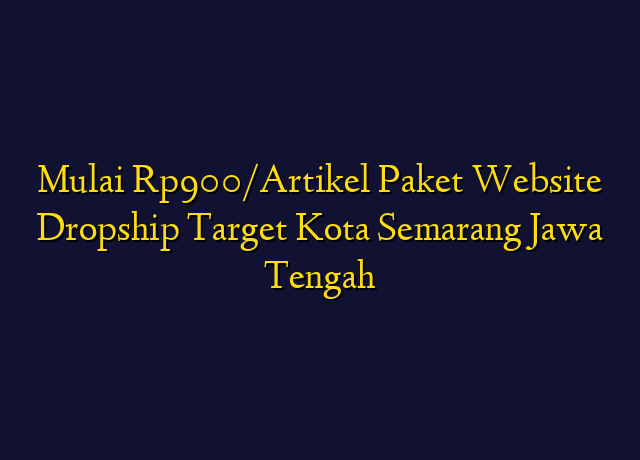 Mulai Rp900/Artikel Paket Website
Dropship Target Kota Semarang Jawa
Tengah